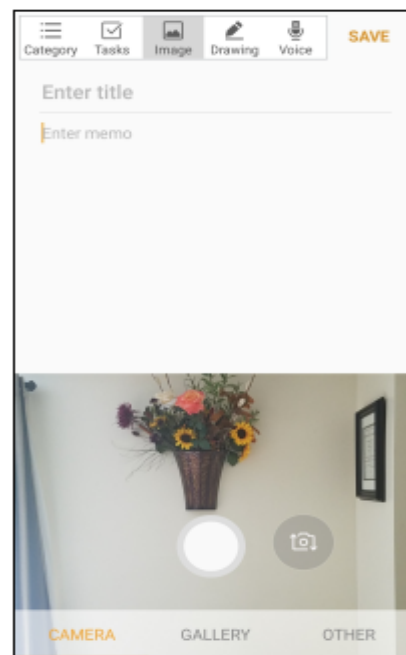 Category Tasks Image Drawing Voice SAVE
Enter title
Enter memo
CAMERA GALLERY OTHER